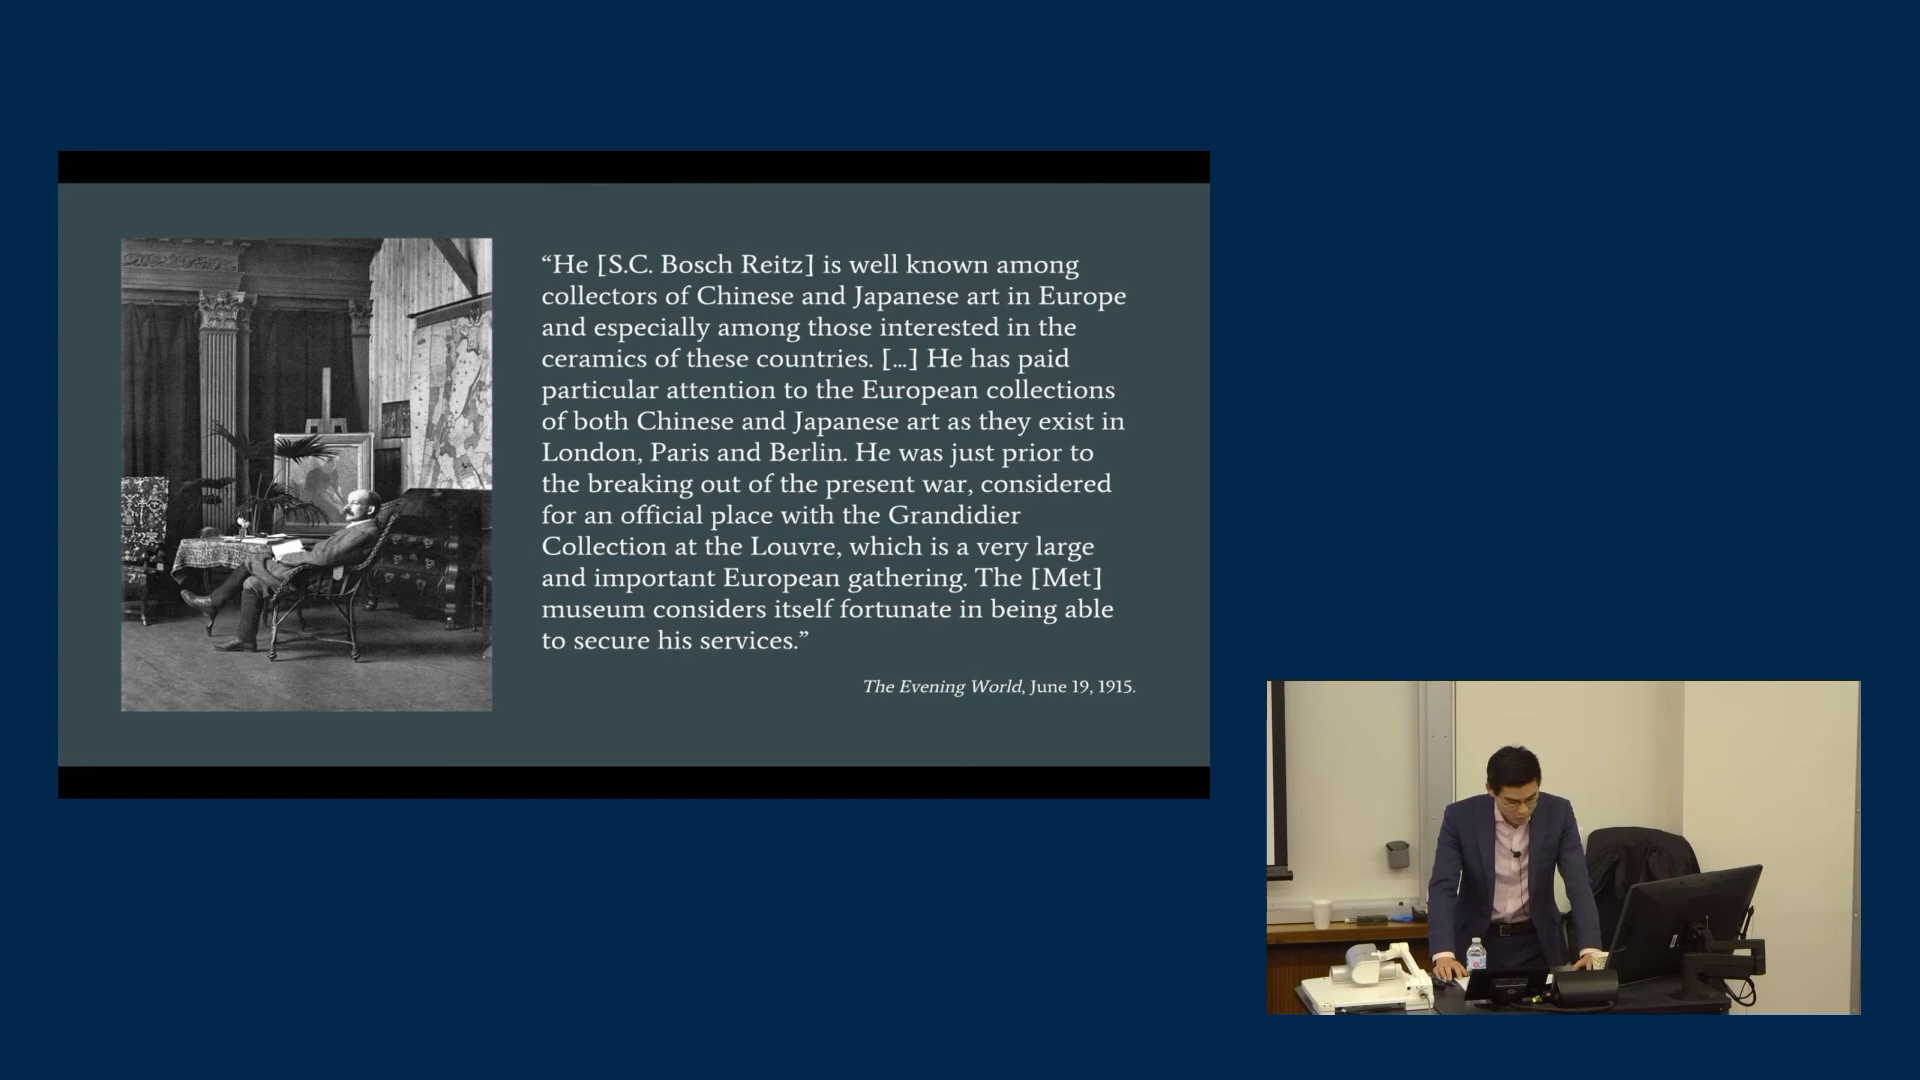 “He [S.C. Bosch Reitz] is well known among
collectors of Chinese and Japanese art in Europe
and especially among those interested in the
ceramics of these countries. [...] He has paid
particular attention to the European collections
of both Chinese and Japanese art as they exist in
London, Paris and Berlin. He was just prior to
the breaking out of the present war, considered
for an official place with the Grandidier
Collection at the Louvre, which is a very large
and important European gathering. The [Met]
museum considers itself fortunate in being able
to secure his services.”
The Evening World, June 19, 1915.